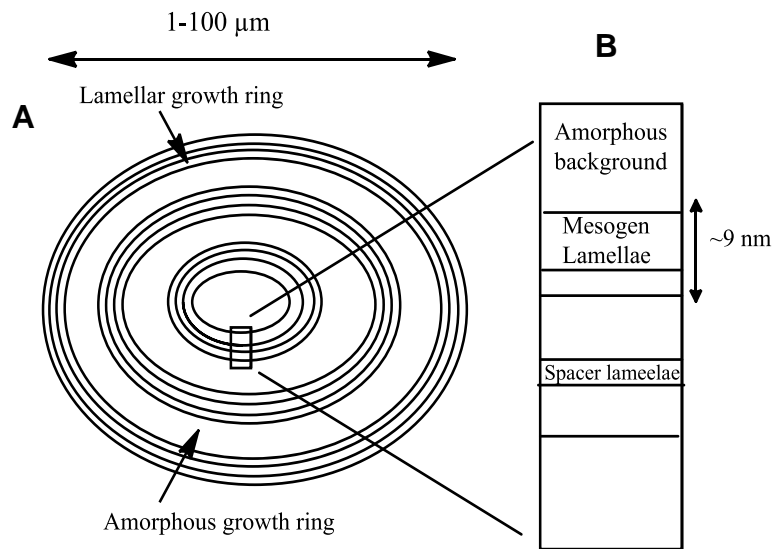 1-100 µm
B
A
Lamellar growth ring
Amorphous
background
Mesogen
Lamellae
~9 nm
Spacer lameelae
Amorphous growth ring